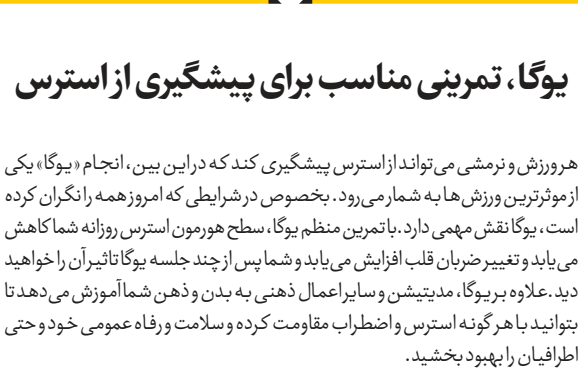 یوگا، تمرینی مناسب برای پیشگیری از استرس
هر ورزش و نرمشی می‌تواند از استرس پیشگیری کند که در این بین، انجام «یوگا» یکی
از موثرترین ورزش‌ها به شمار می‌رود. بخصوص در شرایطی که امروز همه را نگران کرده
است، یوگا نقش مهمی دارد. با تمرین منظم یوگا، سطح هورمون استرس روزانه شما کاهش
می‌یابد و تغییر ضربان قلب افزایش می‌یابد و شما پس از چند جلسه یوگا تاثیر آن را خواهید
دید. علاوه بر یوگا، مدیتیشن و سایر اعمال ذهنی به بدن و ذهن شما آموزش می‌دهد تا
بتوانید با هر گونه استرس و اضطراب مقاومت کرده و سلامت و رفاه عمومی خود و حتی
اطرافیان را بهبود بخشید.